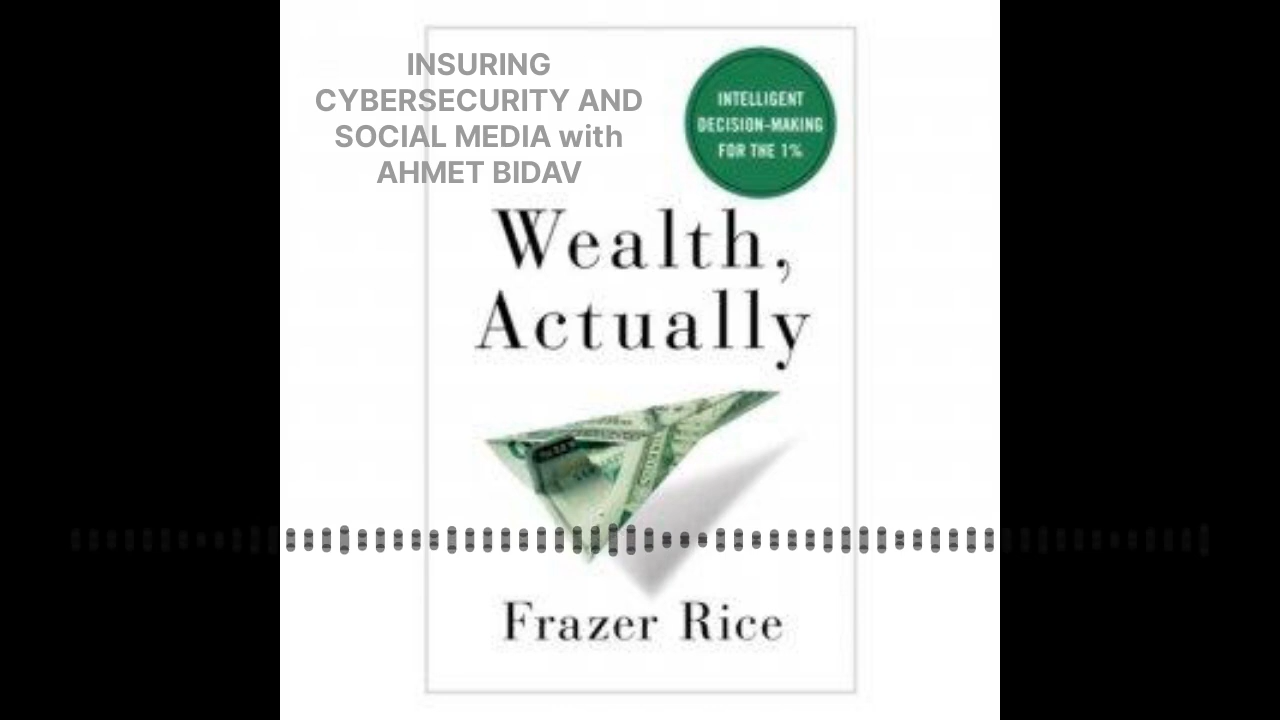 INSURING
CYBERSECURITY AND
SOCIAL MEDIA with
AHMET BIDAV
INTELLIGENT
DECISION-MAKING
FOR THE 1%
Wealth,
Actually
Frazer Rice